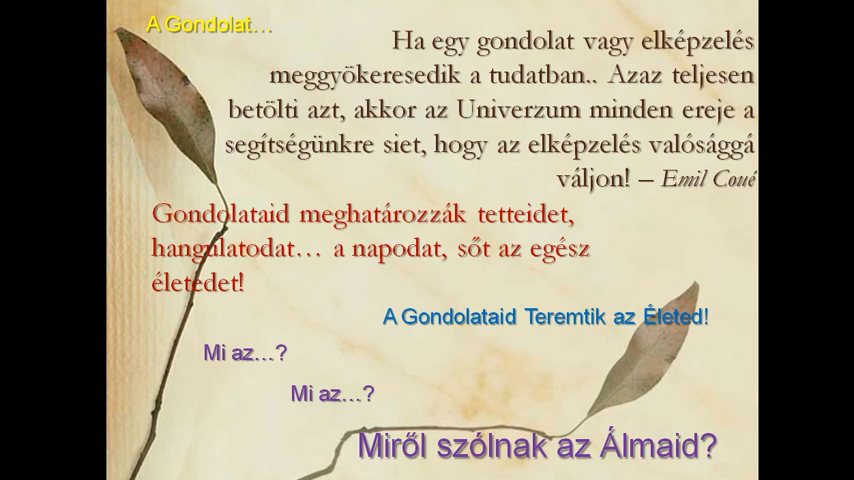 A Gondolat…
Ha egy gondolat vagy elképzelés
meggyökeresedik a tudatban.. Azaz teljesen
betölti azt, akkor az Univerzum minden ereje a
segítségünkre siet, hogy az elképzelés valósággá
váljon! – Emil Coué
Gondolataid meghatározzák tetteidet,
hangulatodat… a napodat, sőt az egész
életedet!
A Gondolataid Teremtik az Életed!
Mi az…?
Mi az…?
Miről szólnak az Álmaid?